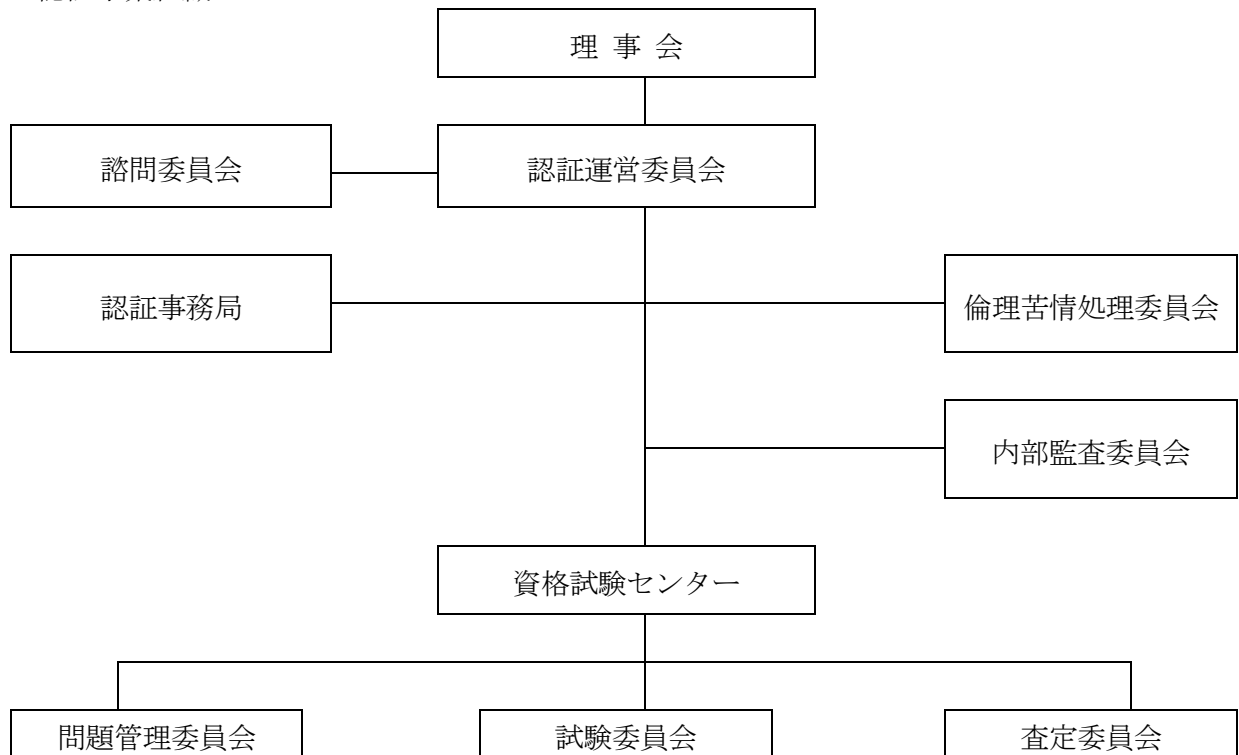 理 事 会
諮問委員会
認証運営委員会
認証事務局
倫理苦情処理委員会
内部監査委員会
資格試験センター
問題管理委員会
試験委員会
査定委員会